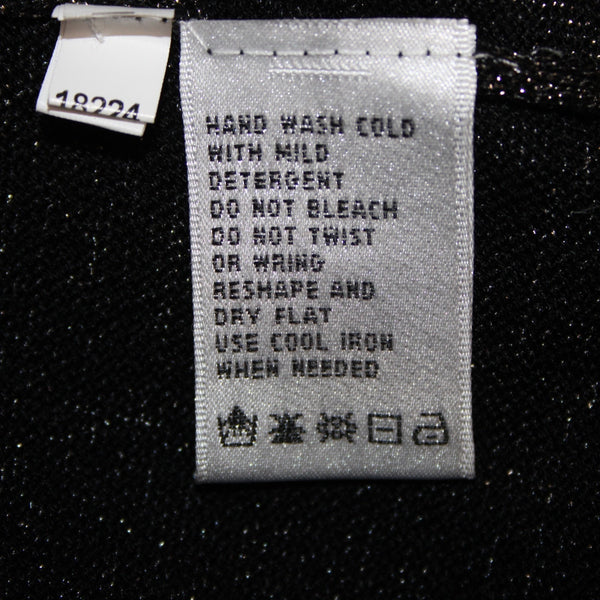 18224
HAND WASH COLD
WITH MILD
DETERGENT
DO NOT BLEACH
DO NOT TWIST
OR WRING
RESHAPE AND
DRY FLAT
USE COOL IRON
WHEN NEEDED